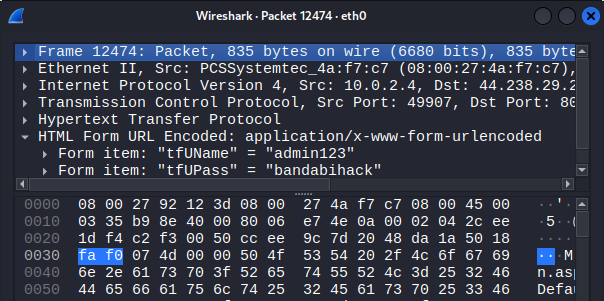 Wireshark · Packet 12474 · eth0
Frame 12474: Packet, 835 bytes on wire (6680 bits), 835 byte
Ethernet II, Src: PCSSystemtec_4a:f7:c7 (08:00:27:4a:f7:c7),
Internet Protocol Version 4, Src: 10.0.2.4, Dst: 44.238.29.2
Transmission Control Protocol, Src Port: 49907, Dst Port: 80
Hypertext Transfer Protocol
HTML Form URL Encoded: application/x-www-form-urlencoded
Form item: "tfUName" = "admin123"
Form item: "tfUPass" = "bandabihack"
0000 08 00 27 92 12 3d 08 00 27 4a f7 c7 08 00 45 00 ··'
0010 03 35 b9 8e 40 00 80 06 e7 4e 0a 00 02 04 2c ee ·5··(
0020 1d f4 c2 f3 00 50 cc ee 9c 7d 20 48 da 1a 50 18
0030 fa f0 07 4d 00 00 50 4f 53 54 20 2f 4c 6f 67 69 ···M
0040 6e 2e 61 73 70 3f 52 65 74 55 52 4c 3d 25 32 46 n.asp
0050 44 65 66 61 75 6c 74 25 32 45 61 73 70 25 33 46 Defau